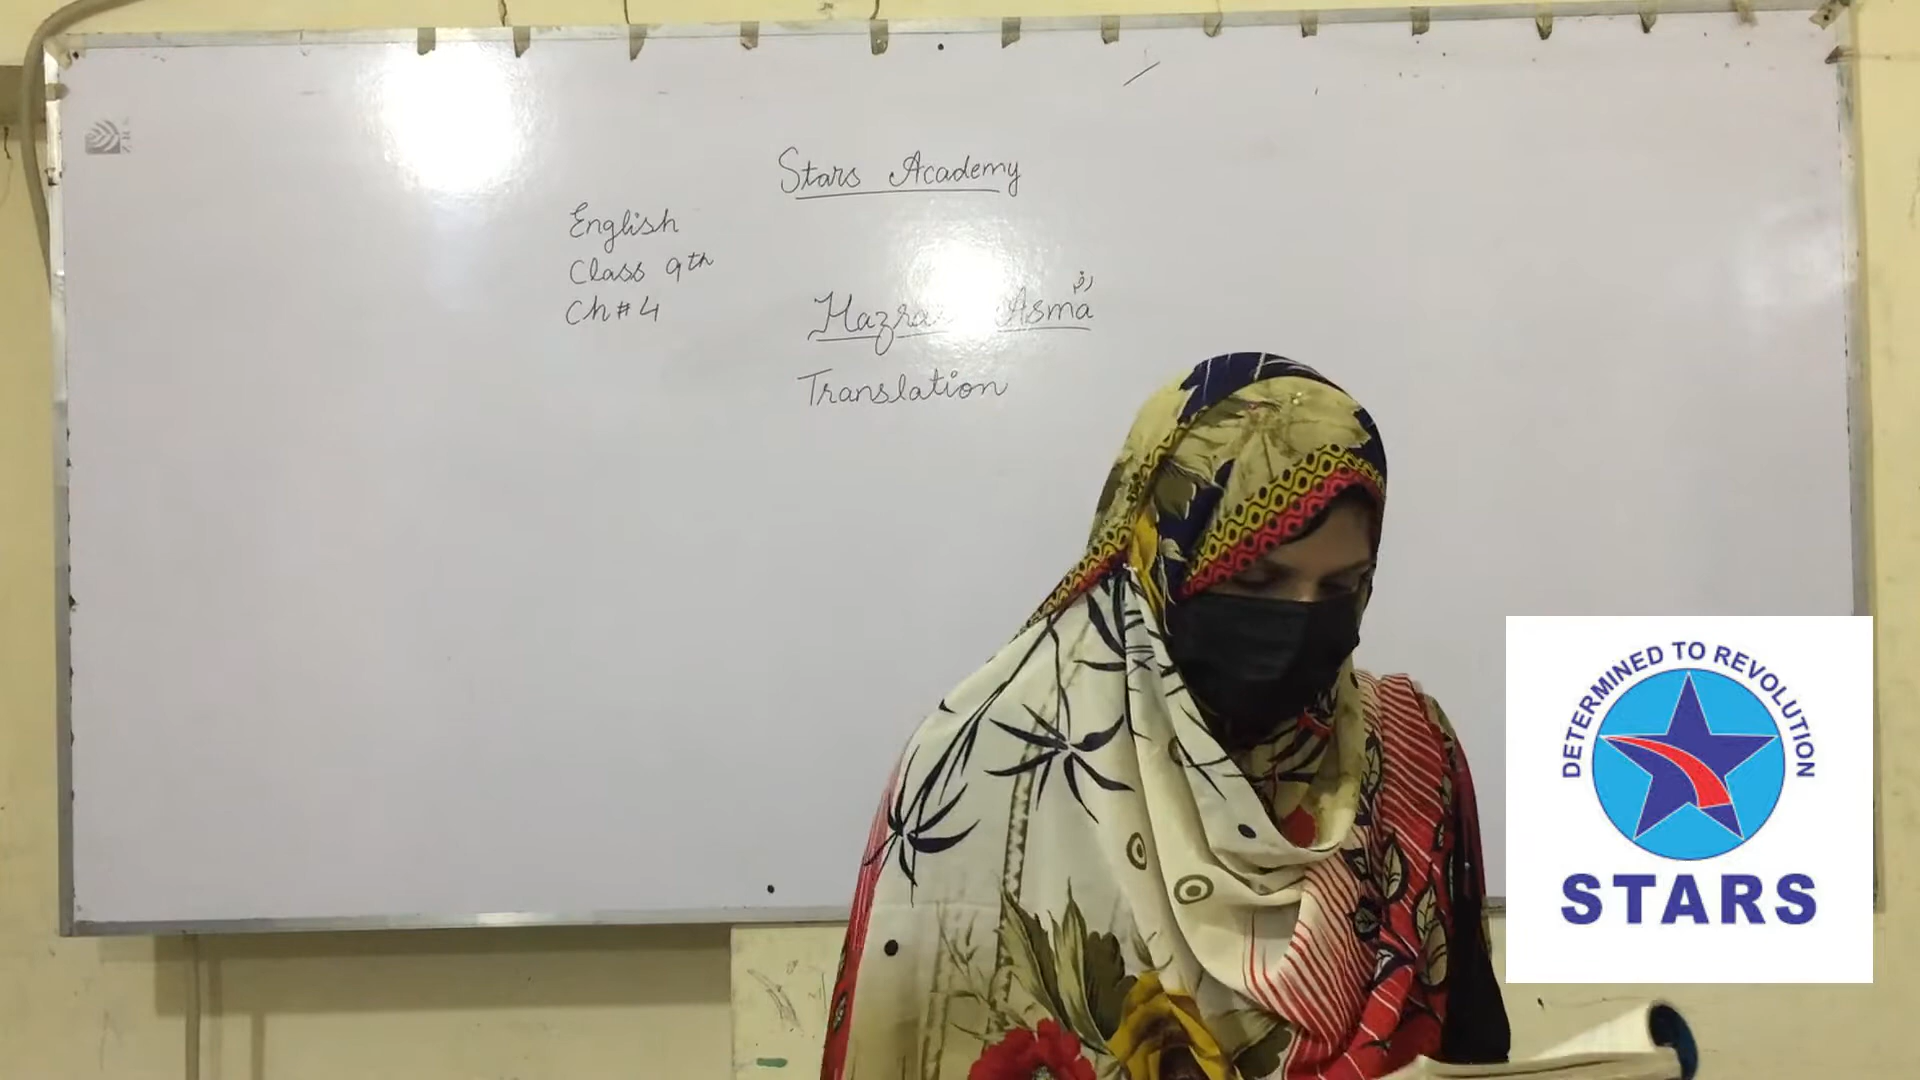 Stars Academy
English
Class 9th
Ch # 4
Asma
Translation
DETERMINED TO REVOLUTION
STARS